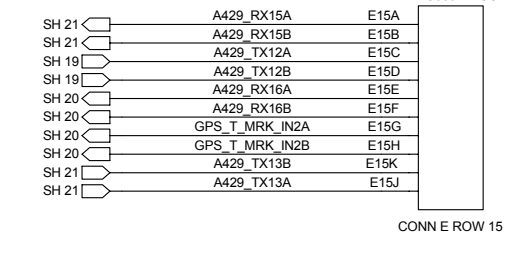 SH 21 A429_RX15A E15A
SH 21 A429_RX15B E15B
SH 19 A429_TX12A E15C
SH 19 A429_TX12B E15D
SH 20 A429_RX16A E15E
SH 20 A429_RX16B E15F
SH 20 GPS_T_MRK_IN2A E15G
SH 20 GPS_T_MRK_IN2B E15H
SH 21 A429_TX13B E15K
SH 21 A429_TX13A E15J
CONN E ROW 15